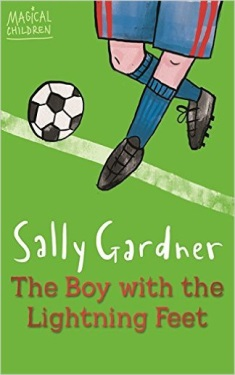 MAGICAL
CHILDREN
Sally Gardner
The Boy with the
Lightning Feet